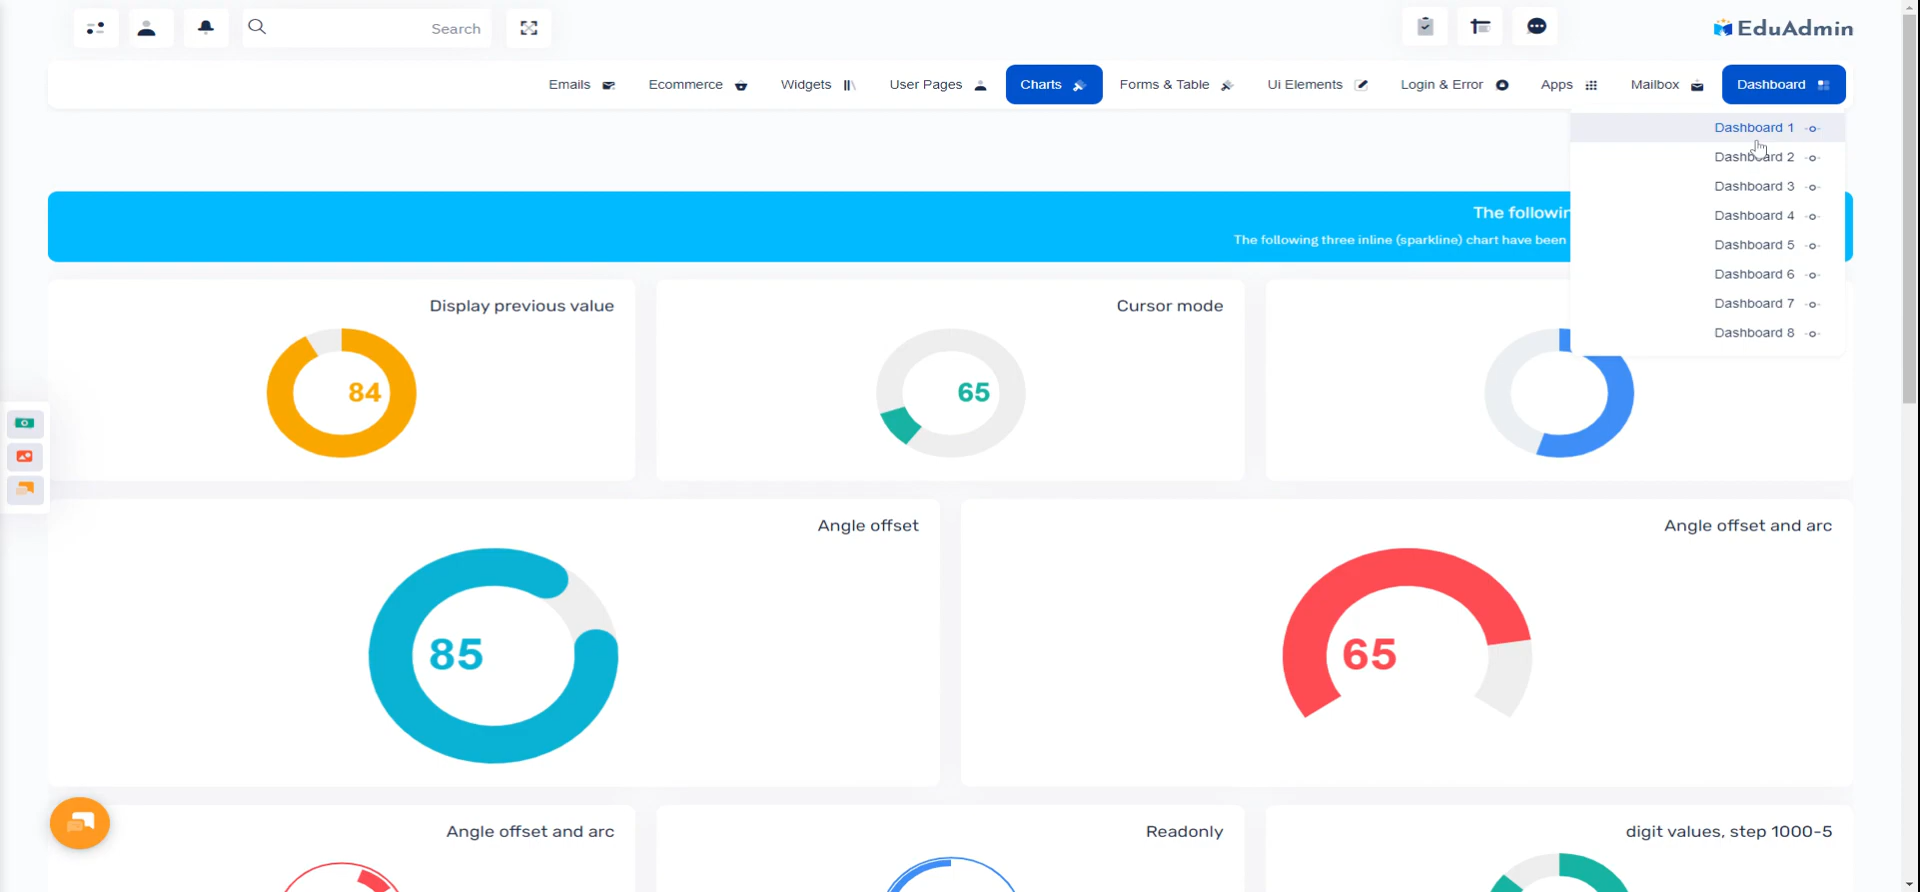 Search
EduAdmin
Emails
Ecommerce
Widgets
User Pages
Charts
Forms & Table
Ui Elements
Login & Error
Apps
Mailbox
Dashboard
Dashboard 1
Dashboard 2
Dashboard 3
Dashboard 4
Dashboard 5
Dashboard 6
Dashboard 7
Dashboard 8
The following three inline (sparkline) chart have been
Display previous value
84
Cursor mode
65
Angle offset
85
Angle offset and arc
65
Angle offset and arc
Readonly
digit values, step 1000-5